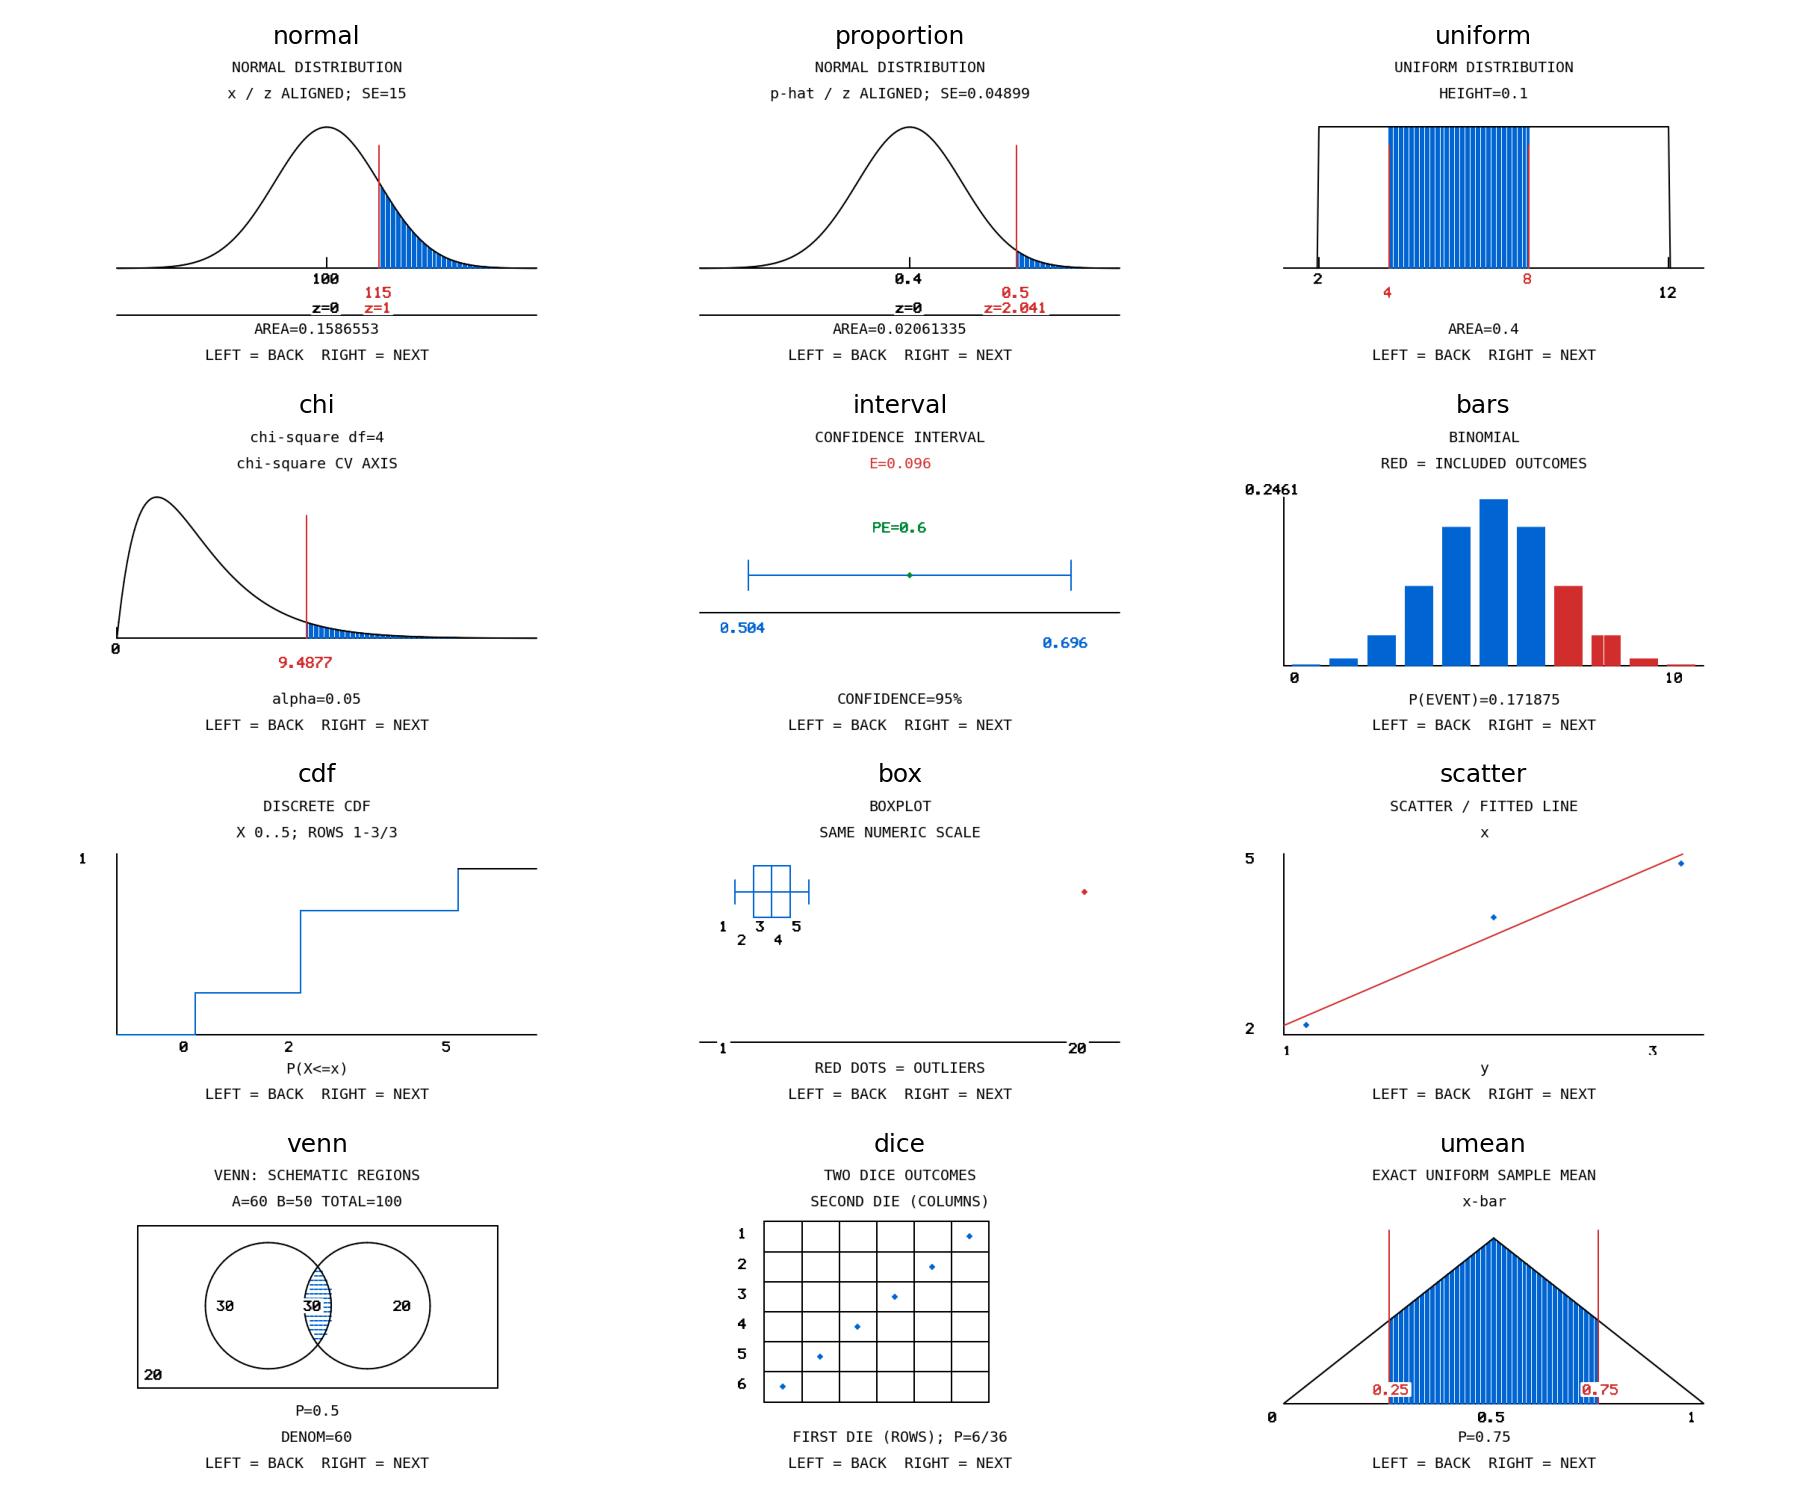 normal
NORMAL DISTRIBUTION
x / z ALIGNED; SE=15
100
115
z=0 z=1
AREA=0.1586553
LEFT = BACK  RIGHT = NEXT
proportion
NORMAL DISTRIBUTION
p-hat / z ALIGNED; SE=0.04899
0.4
0.5
z=0 z=2.041
AREA=0.02061335
LEFT = BACK  RIGHT = NEXT
uniform
UNIFORM DISTRIBUTION
HEIGHT=0.1
2 8
4 12
AREA=0.4
LEFT = BACK  RIGHT = NEXT
chi
chi-square df=4
chi-square CV AXIS
0
9.4877
alpha=0.05
LEFT = BACK  RIGHT = NEXT
interval
CONFIDENCE INTERVAL
E=0.096
PE=0.6
0.504
0.696
CONFIDENCE=95%
LEFT = BACK  RIGHT = NEXT
bars
BINOMIAL
RED = INCLUDED OUTCOMES
0.2461
0 10
P(EVENT)=0.171875
LEFT = BACK  RIGHT = NEXT
cdf
DISCRETE CDF
X 0..5; ROWS 1-3/3
1
0 2 5
P(X<=x)
LEFT = BACK  RIGHT = NEXT
box
BOXPLOT
SAME NUMERIC SCALE
1 3 5
2 4
1 20
RED DOTS = OUTLIERS
LEFT = BACK  RIGHT = NEXT
scatter
SCATTER / FITTED LINE
x
5
2
1 3
y
LEFT = BACK  RIGHT = NEXT
venn
VENN: SCHEMATIC REGIONS
A=60 B=50 TOTAL=100
30 30 20
20
P=0.5
DENOM=60
LEFT = BACK  RIGHT = NEXT
dice
TWO DICE OUTCOMES
SECOND DIE (COLUMNS)
1
2
3
4
5
6
FIRST DIE (ROWS); P=6/36
LEFT = BACK  RIGHT = NEXT
umean
EXACT UNIFORM SAMPLE MEAN
x-bar
0.25 0.75
0 0.5 1
P=0.75
LEFT = BACK  RIGHT = NEXT